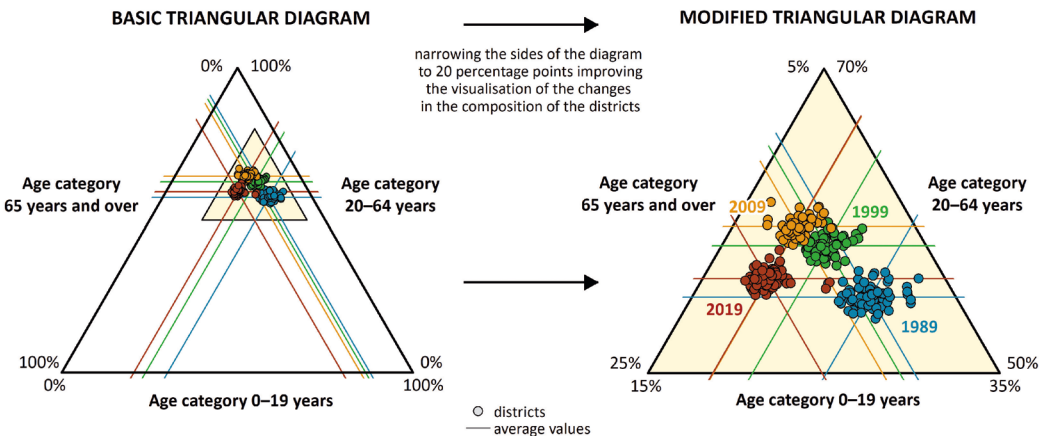 BASIC TRIANGULAR DIAGRAM
MODIFIED TRIANGULAR DIAGRAM
narrowing the sides of the diagram
to 20 percentage points improving
the visualisation of the changes
in the composition of the districts
0% 100%
5% 70%
Age category
65 years and over
Age category
20–64 years
Age category
65 years and over
Age category
20–64 years
2009
1999
2019
1989
100%
0%
0%
100%
Age category 0–19 years
25%
50%
15%
35%
Age category 0–19 years
districts
average values